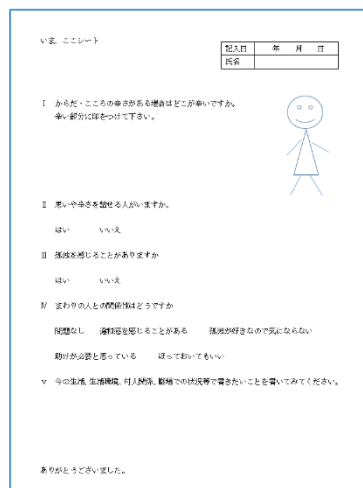 いま、ここシート
記入日 年 月 日
氏名
Ⅰ からだ・こころの辛さがある場合はどこが辛いですか。
辛い部分に印をつけて下さい。
Ⅱ 思いや辛さを話せる人がいますか。
はい いいえ
Ⅲ 孤独を感じることがありますか
はい いいえ
Ⅳ まわりの人との関係性はどうですか
問題なし 違和感を感じることがある 孤独が好きなので気にならない
助けが必要と思っている ほっておいてもいい
ⅴ 今の生活、生活環境、対人関係、職場での状況等で書きたいことを書いてみてください。
ありがとうございました。